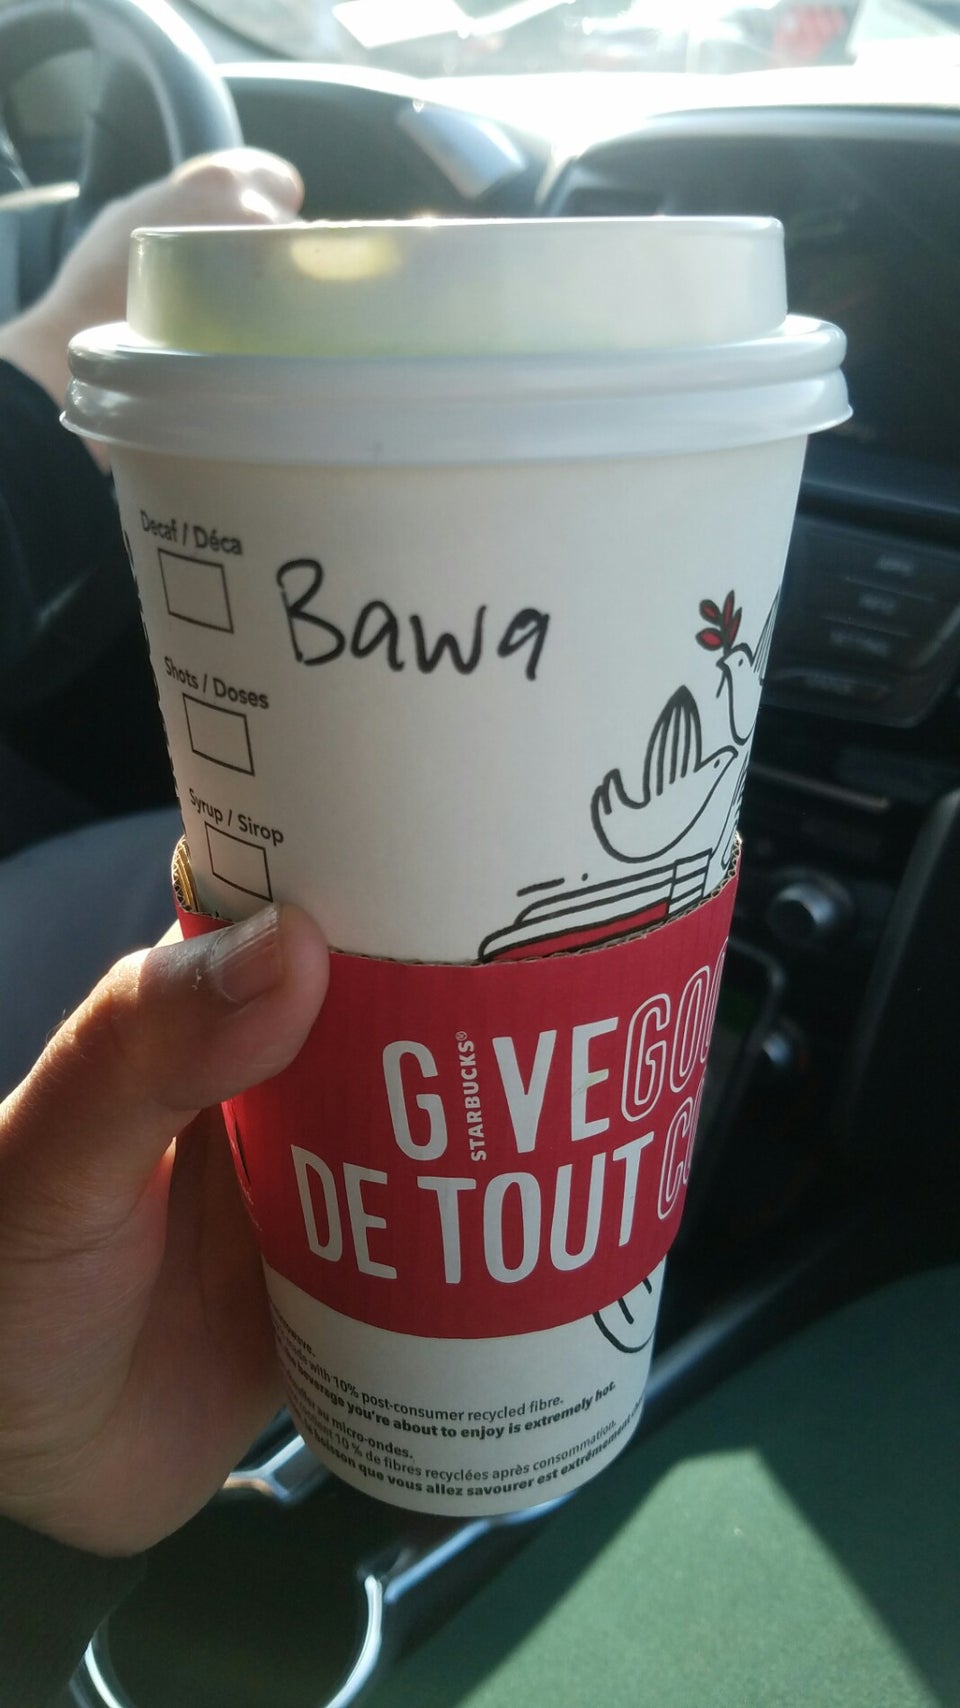 Decaf / Déca
Bawa
Shots / Doses
Syrup / Sirop
GIVE
STARBUCKS®
DE TOUT
with 10% post-consumer recycled fibre.
beverage you're about to enjoy is extremely hot.
au micro-ondes.
10 % de fibres recyclées après consommation.
boisson que vous allez savourer est extrêmement